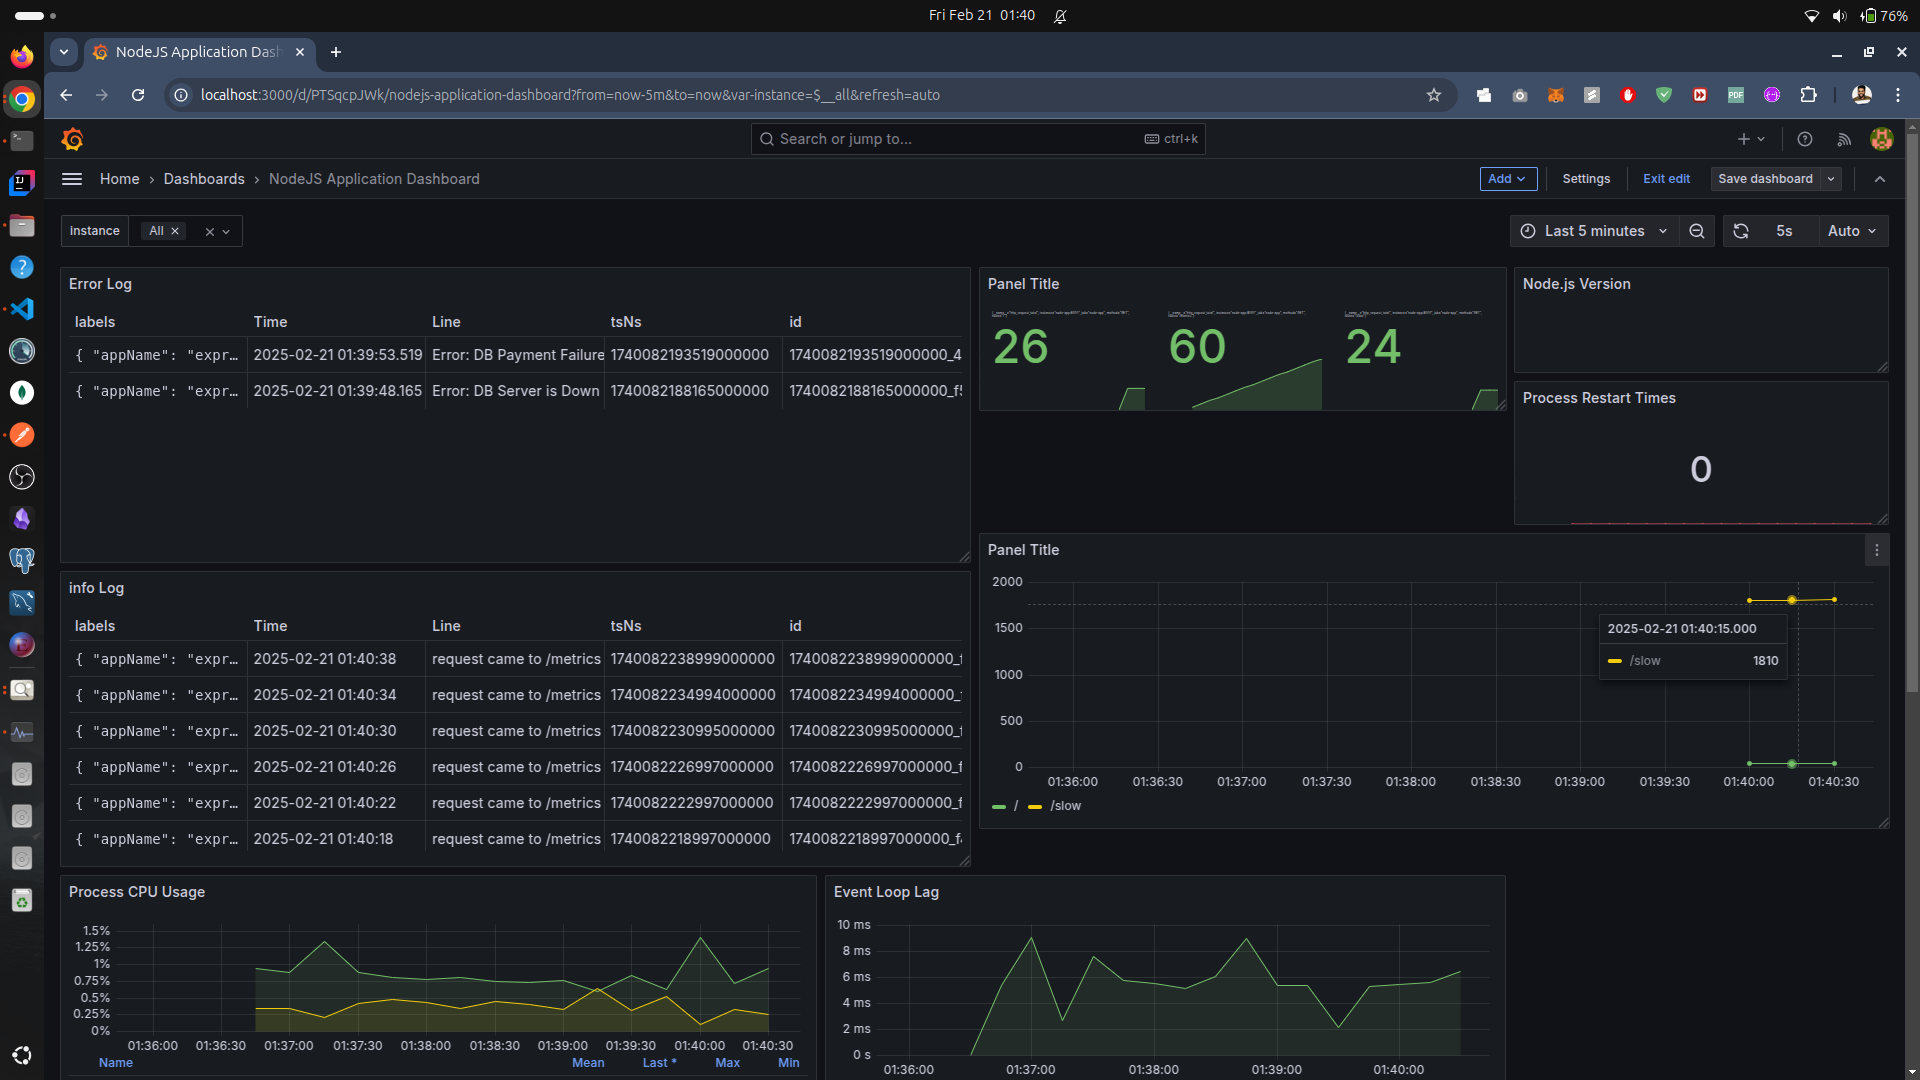 Fri Feb 21 01:40
76%
NodeJS Application Dash
localhost:3000/d/PTSqcpJWk/nodejs-application-dashboard?from=now-5m&to=now&var-instance=$__all&refresh=auto
Search or jump to... ctrl+k
Home › Dashboards › NodeJS Application Dashboard
Add Settings Exit edit Save dashboard
instance All
Last 5 minutes 5s Auto
Error Log
labels Time Line tsNs id
{ "appName": "expr… 2025-02-21 01:39:53.519 Error: DB Payment Failure 1740082193519000000 1740082193519000000_4
{ "appName": "expr… 2025-02-21 01:39:48.165 Error: DB Server is Down 1740082188165000000 1740082188165000000_f5
Panel Title
26 60 24
Node.js Version
Process Restart Times
0
info Log
labels Time Line tsNs id
{ "appName": "expr… 2025-02-21 01:40:38 request came to /metrics 1740082238999000000 1740082238999000000_f
{ "appName": "expr… 2025-02-21 01:40:34 request came to /metrics 1740082234994000000 1740082234994000000_
{ "appName": "expr… 2025-02-21 01:40:30 request came to /metrics 1740082230995000000 1740082230995000000_f
{ "appName": "expr… 2025-02-21 01:40:26 request came to /metrics 1740082226997000000 1740082226997000000_f
{ "appName": "expr… 2025-02-21 01:40:22 request came to /metrics 1740082222997000000 1740082222997000000_f
{ "appName": "expr… 2025-02-21 01:40:18 request came to /metrics 1740082218997000000 1740082218997000000_f
Panel Title
2000
1500
1000
500
0
01:36:00 01:36:30 01:37:00 01:37:30 01:38:00 01:38:30 01:39:00 01:39:30 01:40:00 01:40:30
/ /slow
2025-02-21 01:40:15.000
/slow 1810
Process CPU Usage
1.5%
1.25%
1%
0.75%
0.5%
0.25%
0%
01:36:00 01:36:30 01:37:00 01:37:30 01:38:00 01:38:30 01:39:00 01:39:30 01:40:00 01:40:30
Name Mean Last * Max Min
Event Loop Lag
10 ms
8 ms
6 ms
4 ms
2 ms
0 s
01:36:00 01:37:00 01:38:00 01:39:00 01:40:00